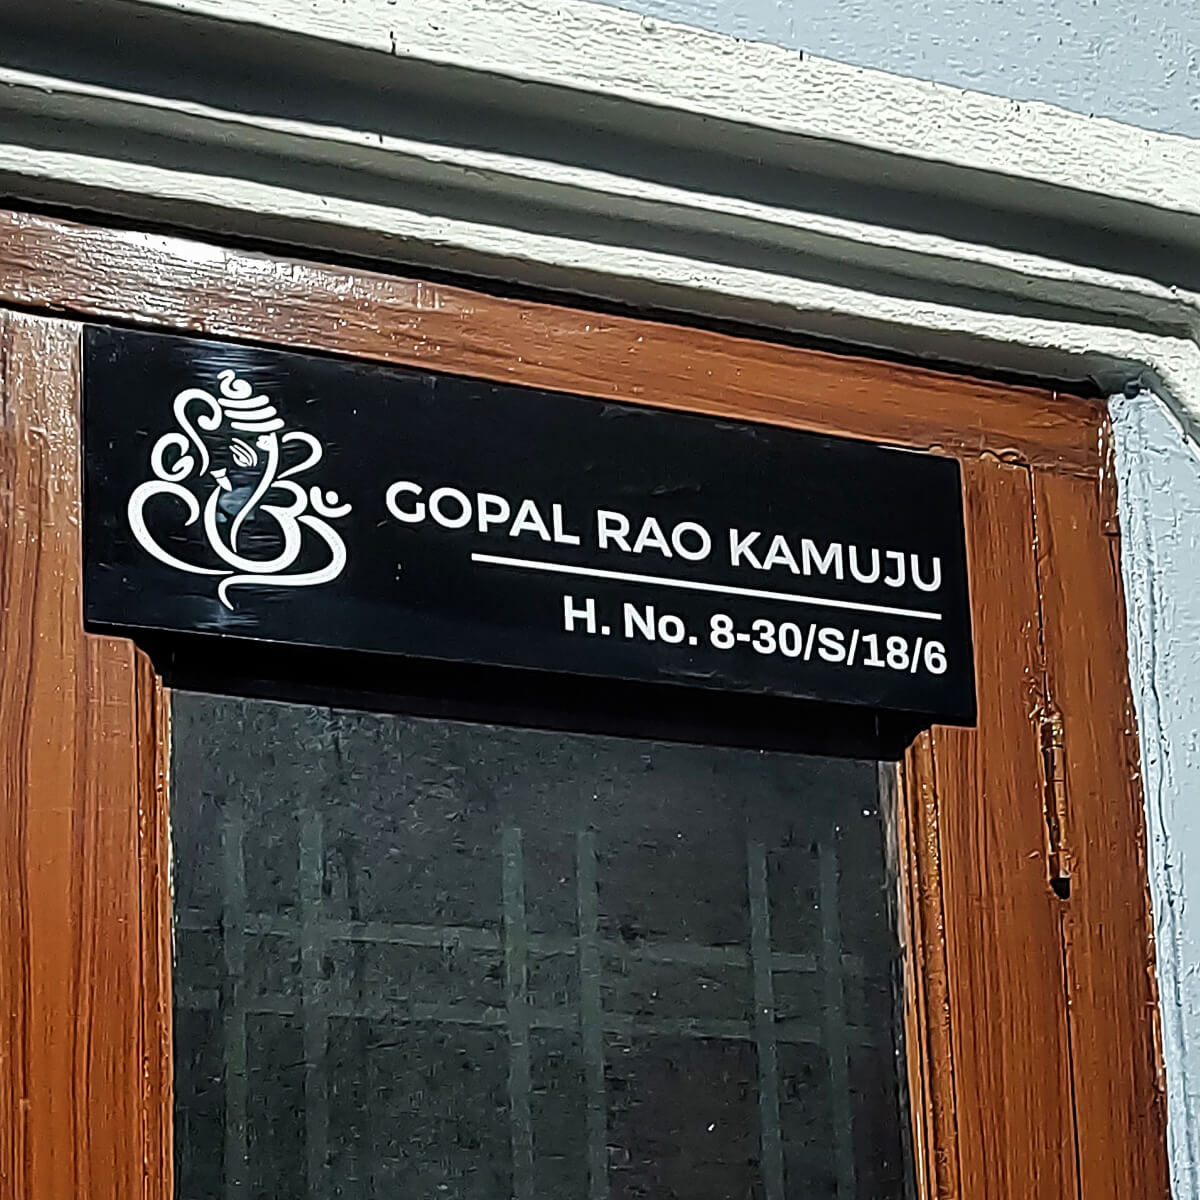 GOPAL RAO KAMUJU
H. No. 8-30/S/18/6